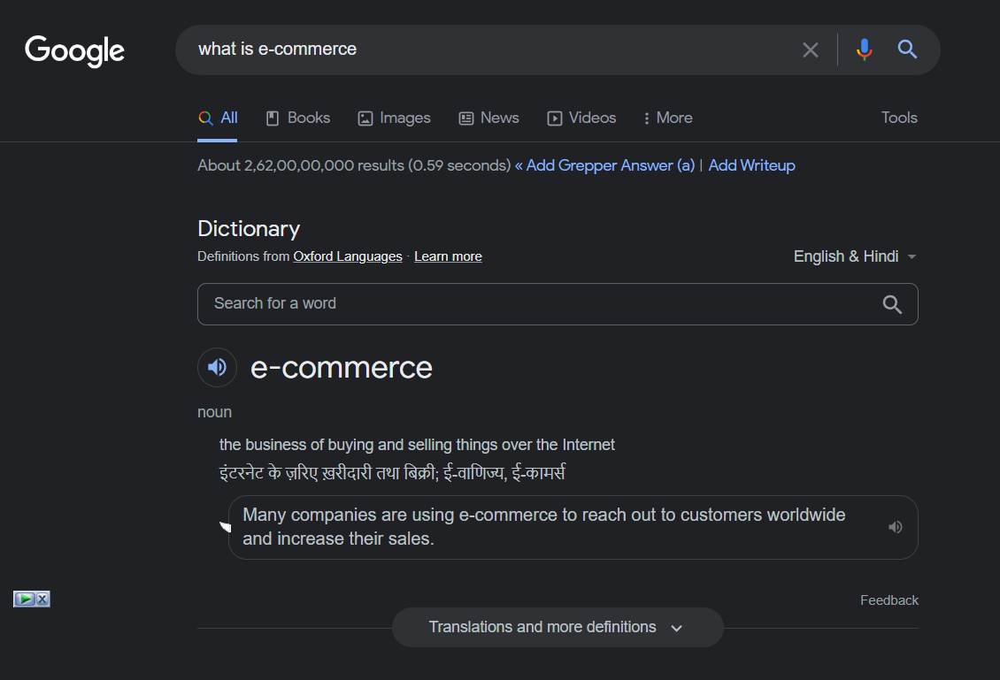 Google
what is e-commerce
All Books Images News Videos More Tools
About 2,62,00,00,000 results (0.59 seconds) « Add Grepper Answer (a) | Add Writeup
Dictionary
Definitions from Oxford Languages · Learn more
English & Hindi
Search for a word
e-commerce
noun
the business of buying and selling things over the Internet
इंटरनेट के ज़रिए ख़रीदारी तथा बिक्री; ई-वाणिज्य, ई-कामर्स
Many companies are using e-commerce to reach out to customers worldwide
and increase their sales.
Feedback
Translations and more definitions